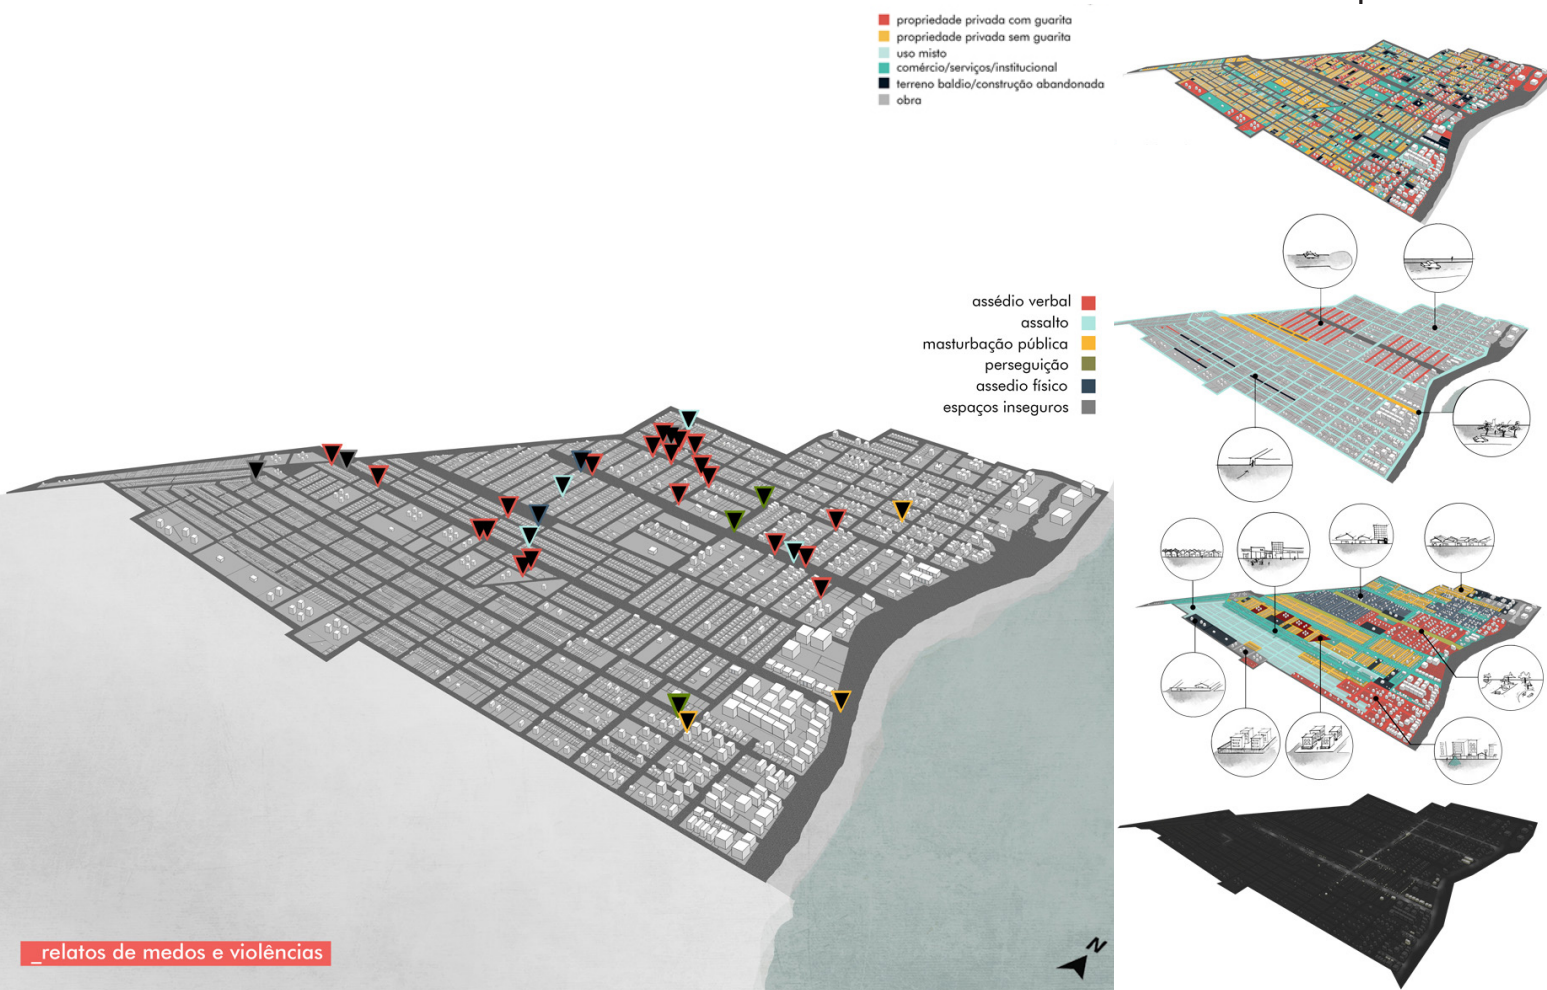 propriedade privada com guarita
propriedade privada sem guarita
uso misto
comércio/serviços/institucional
terreno baldio/construção abandonada
obra
assédio verbal
assalto
masturbação pública
perseguição
assedio físico
espaços inseguros
_relatos de medos e violências
N